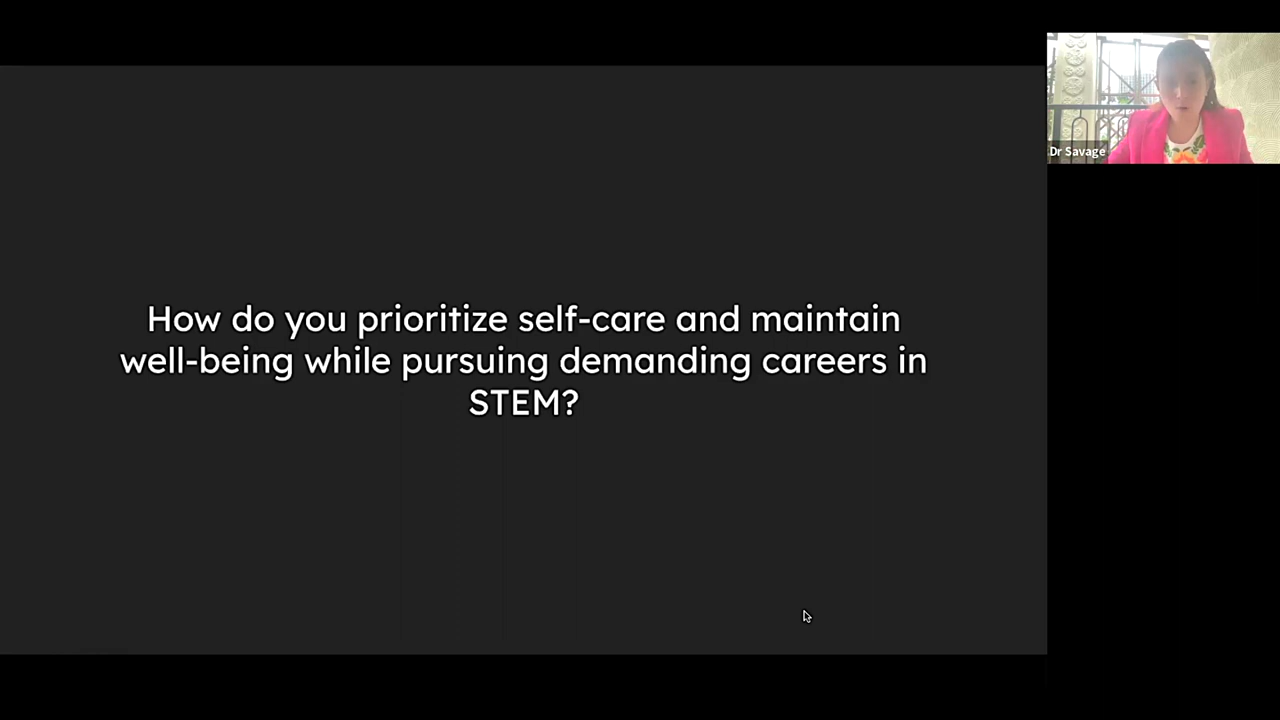 How do you prioritize self-care and maintain
well-being while pursuing demanding careers in
STEM?
Dr Savage